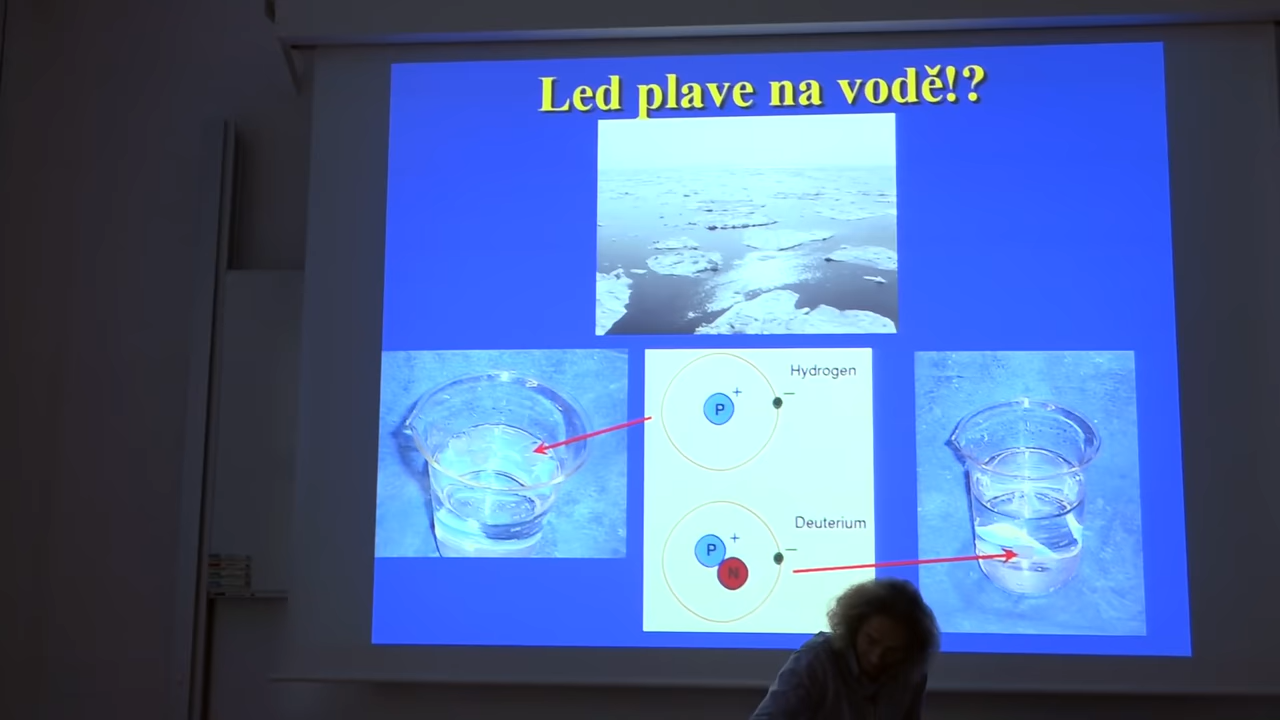 Led plave na vodě!?
Hydrogen
P +
−
Deuterium
P +
N
−